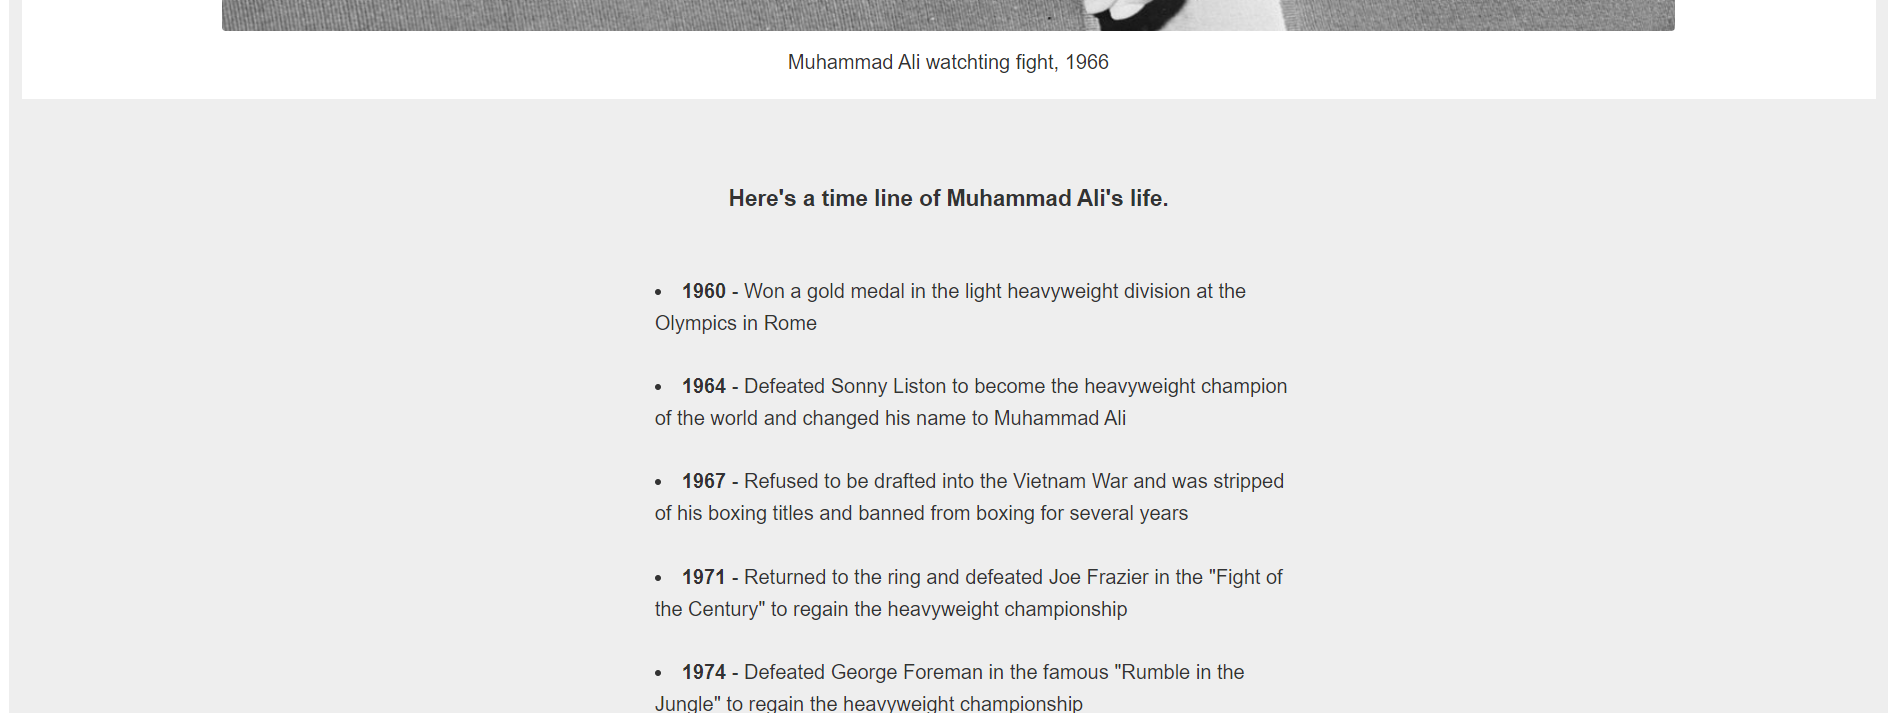 Muhammad Ali watchting fight, 1966
Here's a time line of Muhammad Ali's life.
• 1960 - Won a gold medal in the light heavyweight division at the
Olympics in Rome
• 1964 - Defeated Sonny Liston to become the heavyweight champion
of the world and changed his name to Muhammad Ali
• 1967 - Refused to be drafted into the Vietnam War and was stripped
of his boxing titles and banned from boxing for several years
• 1971 - Returned to the ring and defeated Joe Frazier in the "Fight of
the Century" to regain the heavyweight championship
• 1974 - Defeated George Foreman in the famous "Rumble in the
Jungle" to regain the heavyweight championship